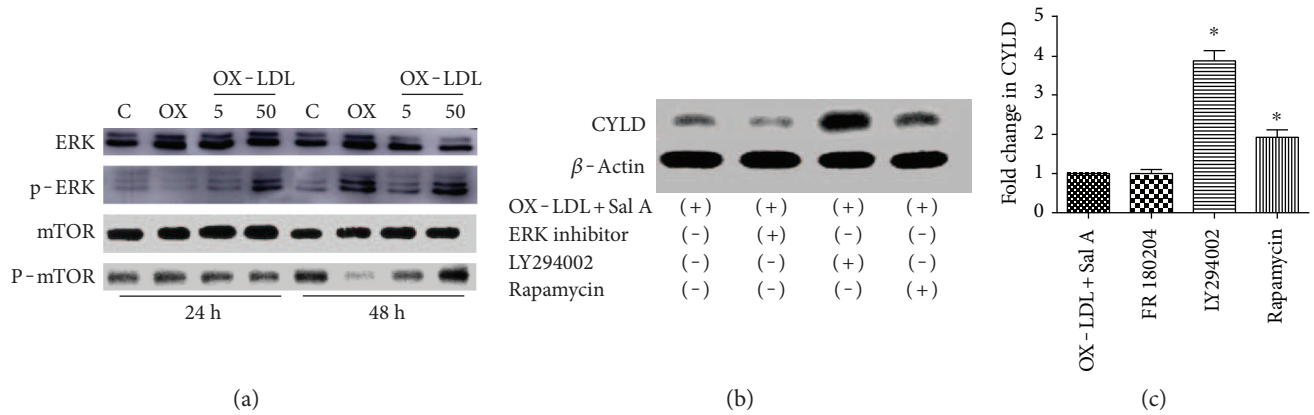 OX-LDL OX-LDL
C OX 5 50 C OX 5 50
ERK
p-ERK
mTOR
P-mTOR
24 h 48 h
(a)
CYLD
β-Actin
OX-LDL+Sal A (+) (+) (+) (+)
ERK inhibitor (-) (+) (-) (-)
LY294002 (-) (-) (+) (-)
Rapamycin (-) (-) (-) (+)
(b)
Fold change in CYLD
5
4
3
2
1
0
* *
OX-LDL+Sal A
FR 180204
LY294002
Rapamycin
(c)